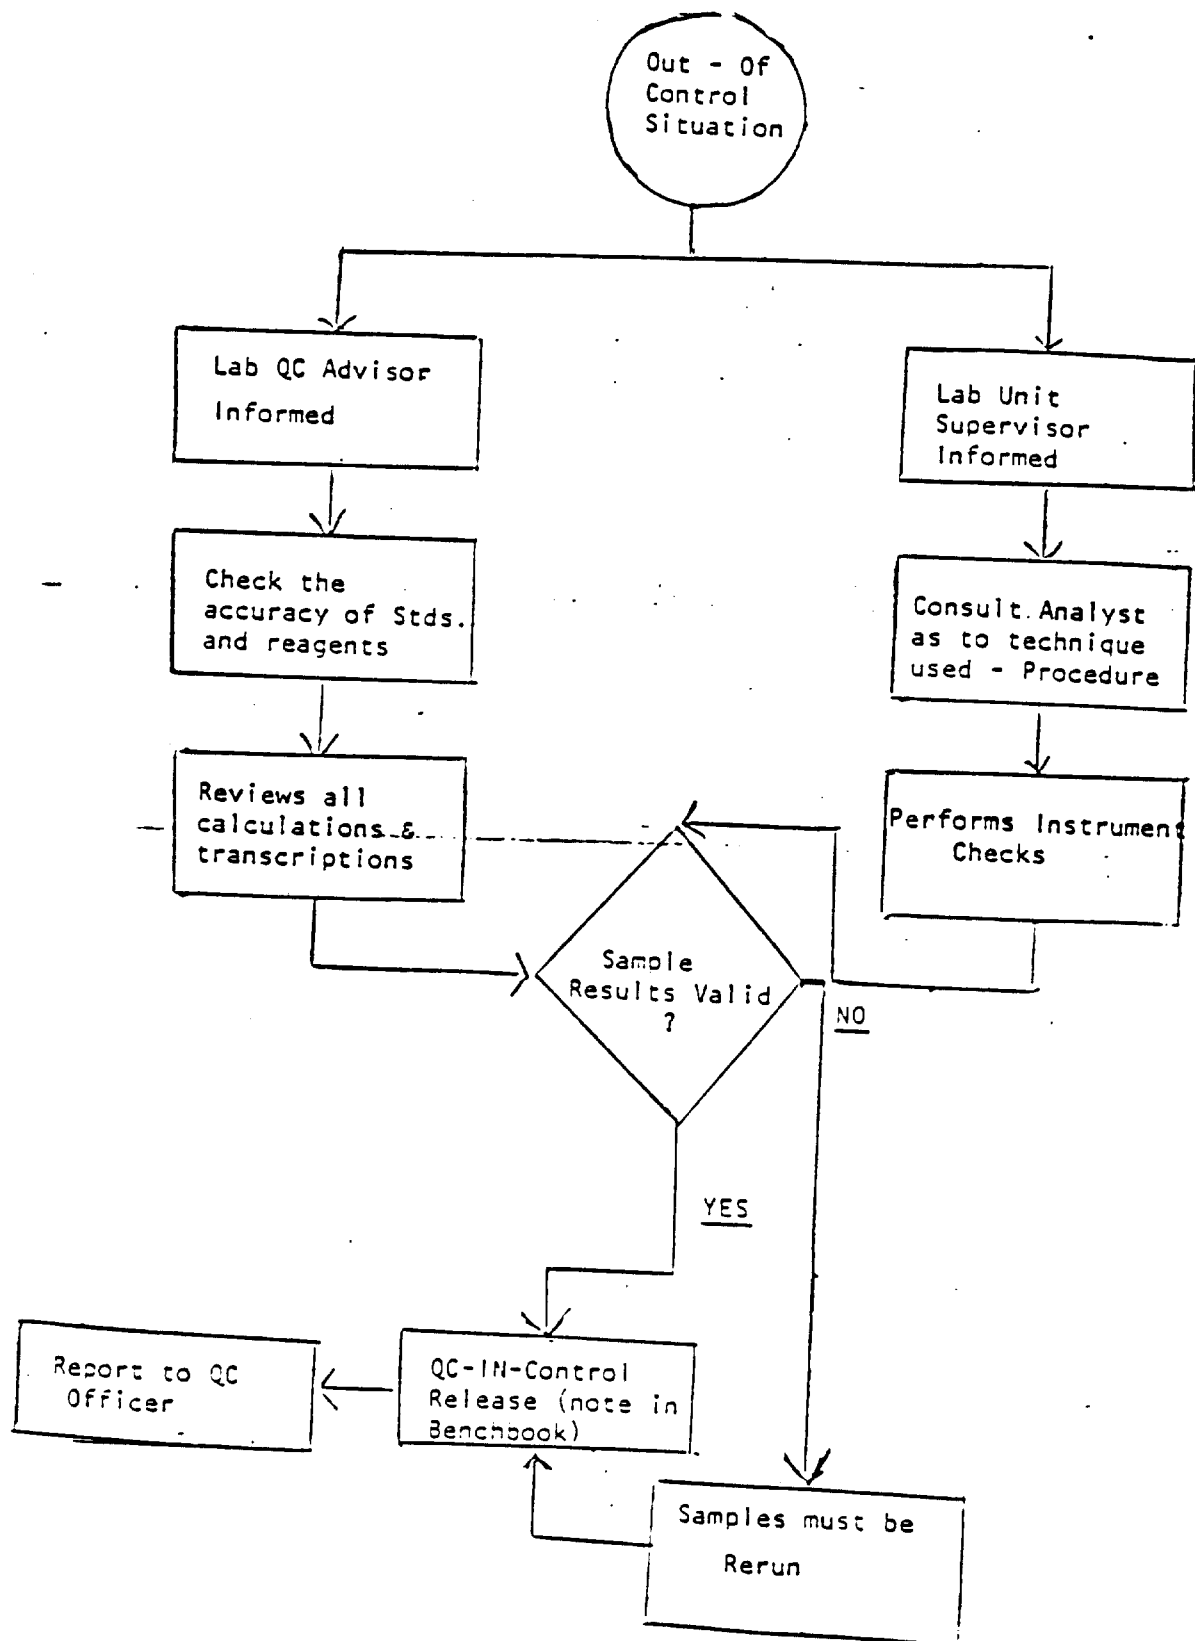 Out - Of
Control
Situation
Lab QC Advisor
Informed
Lab Unit
Supervisor
Informed
Check the
accuracy of Stds.
and reagents
Consult Analyst
as to technique
used - Procedure
Reviews all
calculations &
transcriptions
Performs Instrument
Checks
Sample
Results Valid
?
NO
YES
Report to QC
Officer
QC-IN-Control
Release (note in
Benchbook)
Samples must be
Rerun